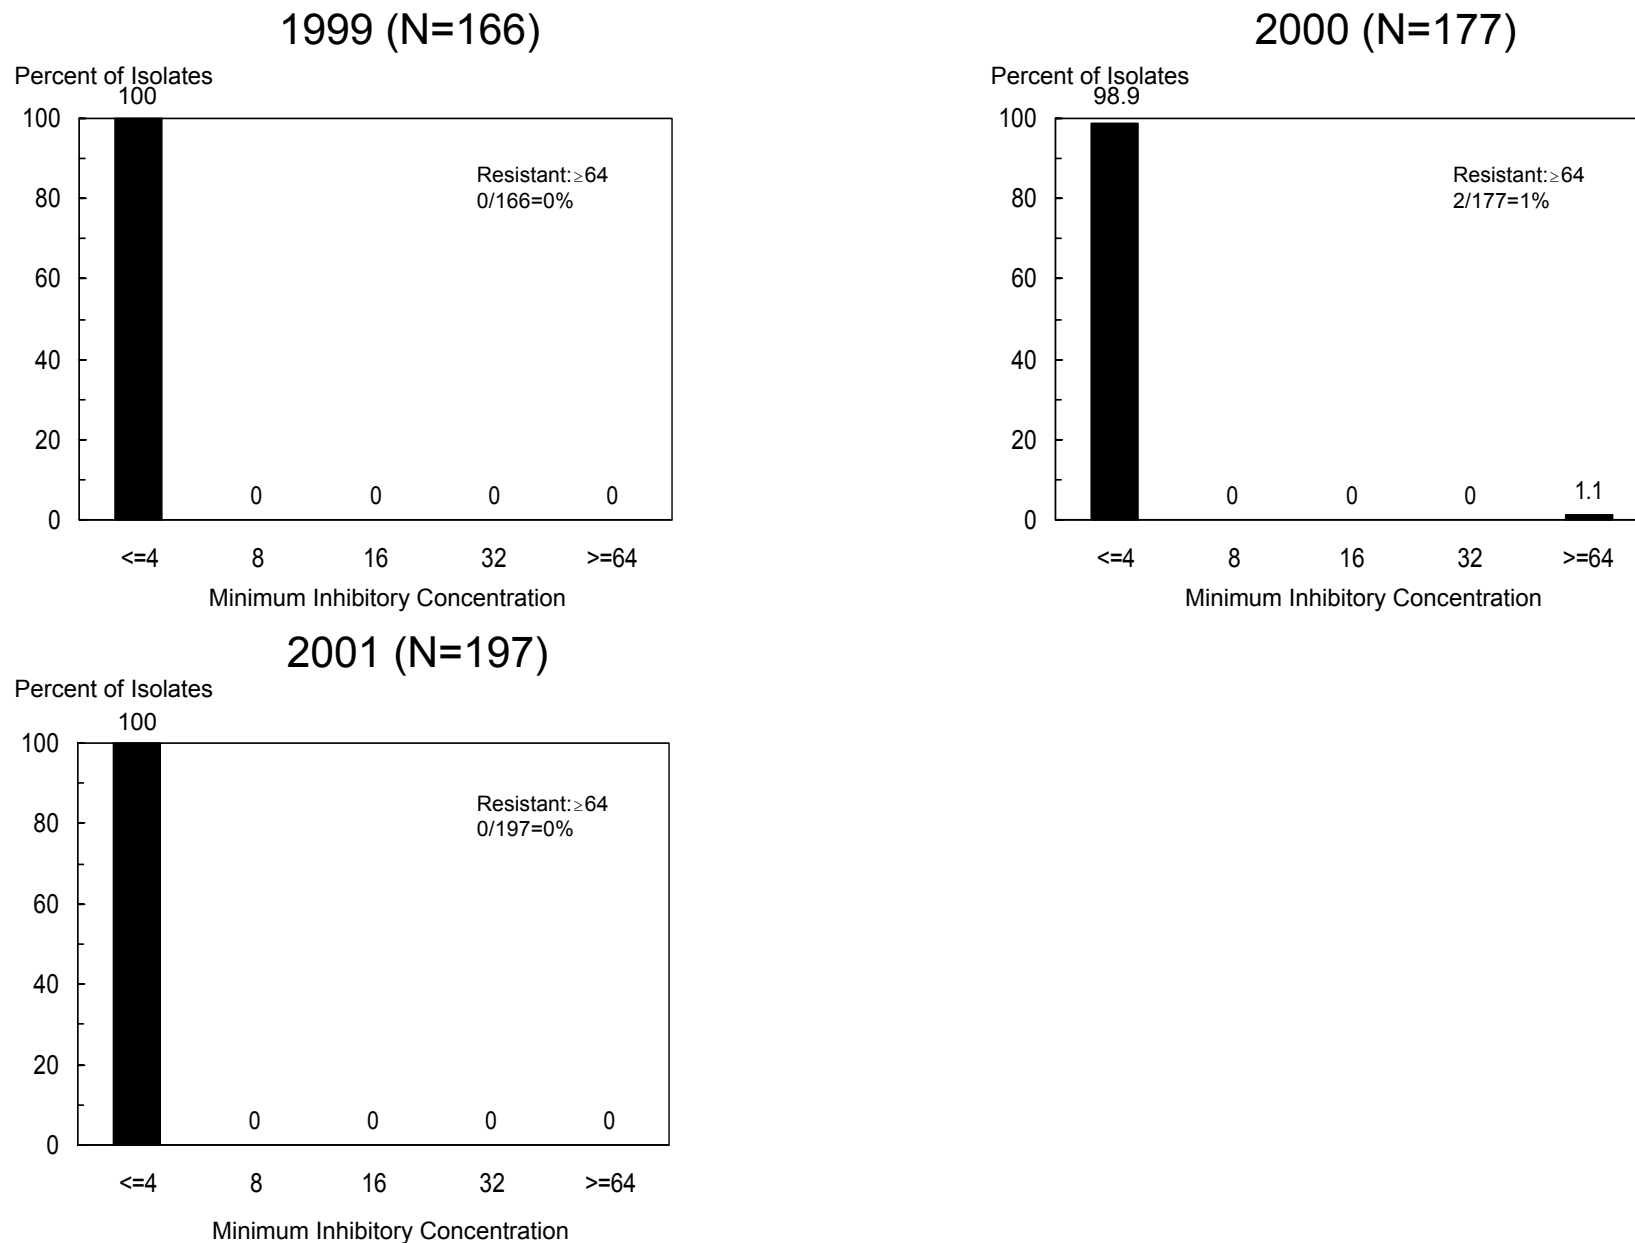 1999 (N=166)
Percent of Isolates
100
100
80
60
40
20
0
Resistant:≥64
0/166=0%
0 0 0 0
<=4 8 16 32 >=64
Minimum Inhibitory Concentration
2000 (N=177)
Percent of Isolates
98.9
100
80
60
40
20
0
Resistant:≥64
2/177=1%
0 0 0 1.1
<=4 8 16 32 >=64
Minimum Inhibitory Concentration
2001 (N=197)
Percent of Isolates
100
100
80
60
40
20
0
Resistant:≥64
0/197=0%
0 0 0 0
<=4 8 16 32 >=64
Minimum Inhibitory Concentration